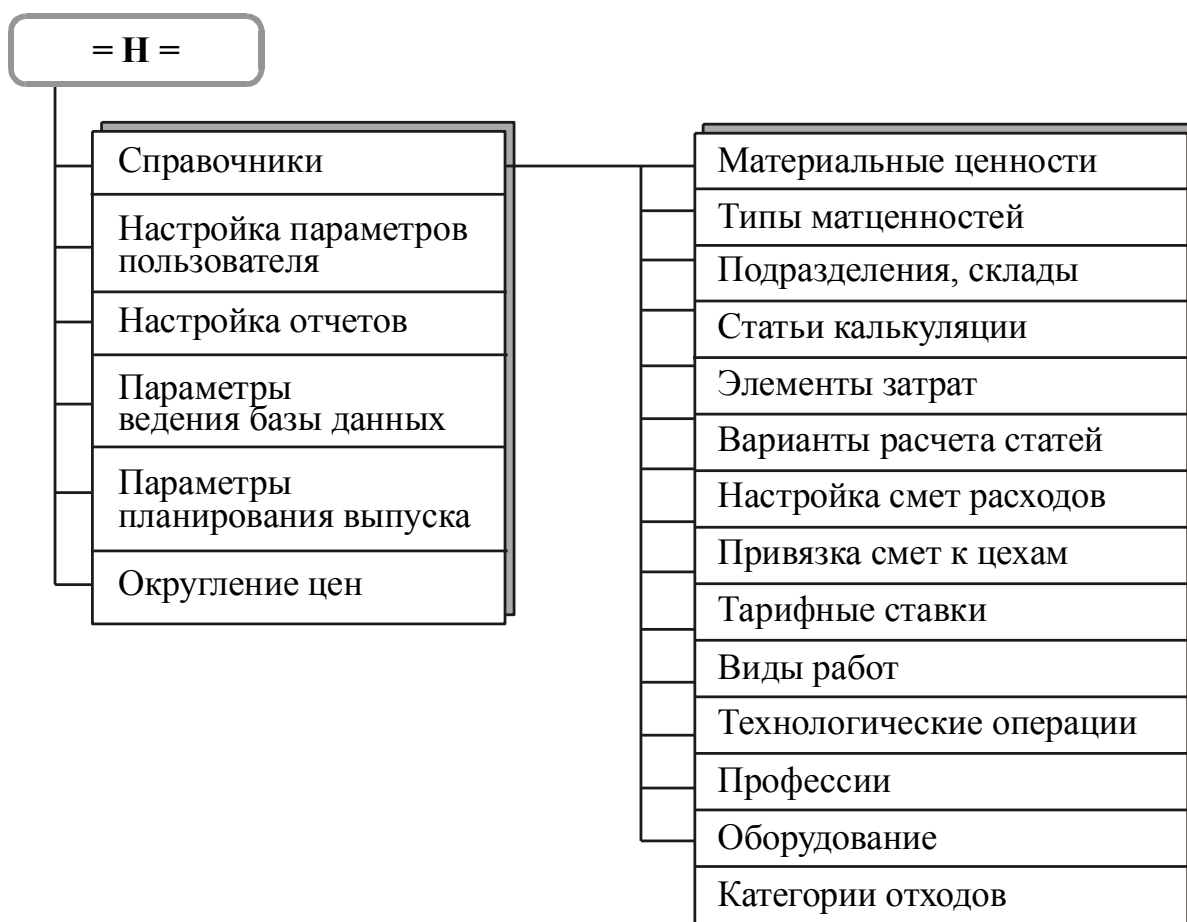 = Н =
Справочники
Настройка параметров
пользователя
Настройка отчетов
Параметры
ведения базы данных
Параметры
планирования выпуска
Округление цен
Материальные ценности
Типы матценностей
Подразделения, склады
Статьи калькуляции
Элементы затрат
Варианты расчета статей
Настройка смет расходов
Привязка смет к цехам
Тарифные ставки
Виды работ
Технологические операции
Профессии
Оборудование
Категории отходов